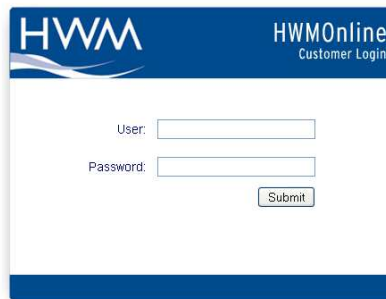 HWM HWMOnline
Customer Login
User:
Password:
Submit